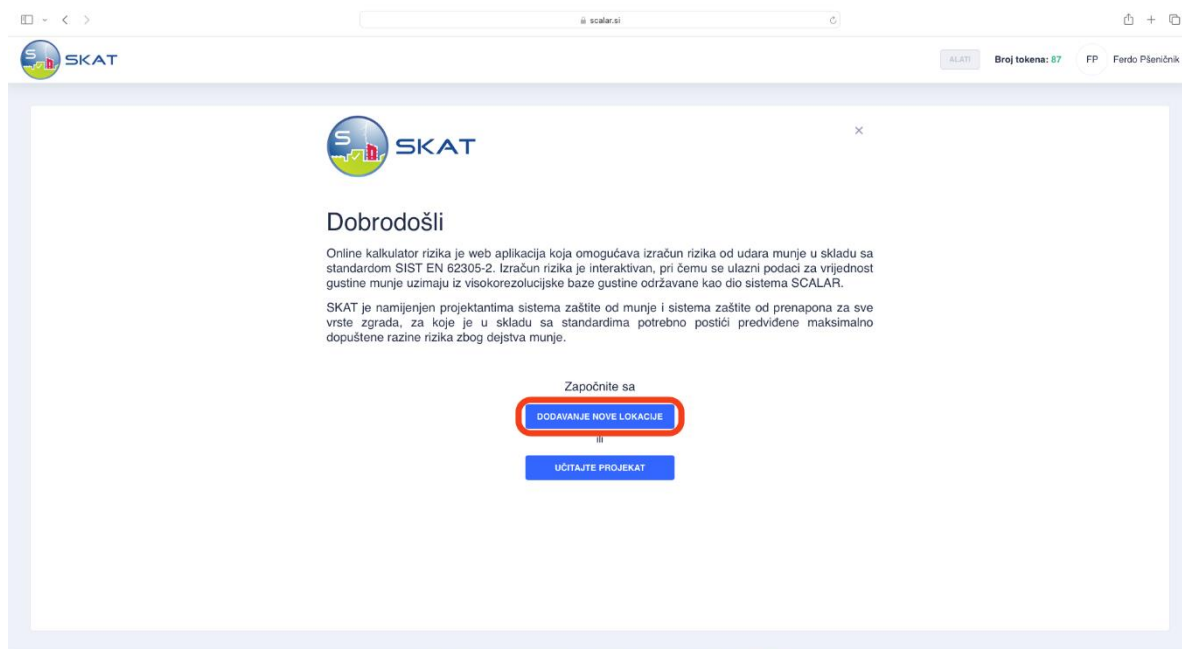 scalar.si
S
SKAT
ALATI
Broj tokena: 87
FP
Ferdo Pšeničnik
S
SKAT
Dobrodošli
Online kalkulator rizika je web aplikacija koja omogućava izračun rizika od udara munje u skladu sa
standardom SIST EN 62305-2. Izračun rizika je interaktivan, pri čemu se ulazni podaci za vrijednost
gustine munje uzimaju iz visokorezolucijske baze gustine održavane kao dio sistema SCALAR.
SKAT je namijenjen projektantima sistema zaštite od munje i sistema zaštite od prenapona za sve
vrste zgrada, za koje je u skladu sa standardima potrebno postići predviđene maksimalno
dopuštene razine rizika zbog dejstva munje.
Započnite sa
DODAVANJE NOVE LOKACIJE
ili
UČITAJTE PROJEKAT